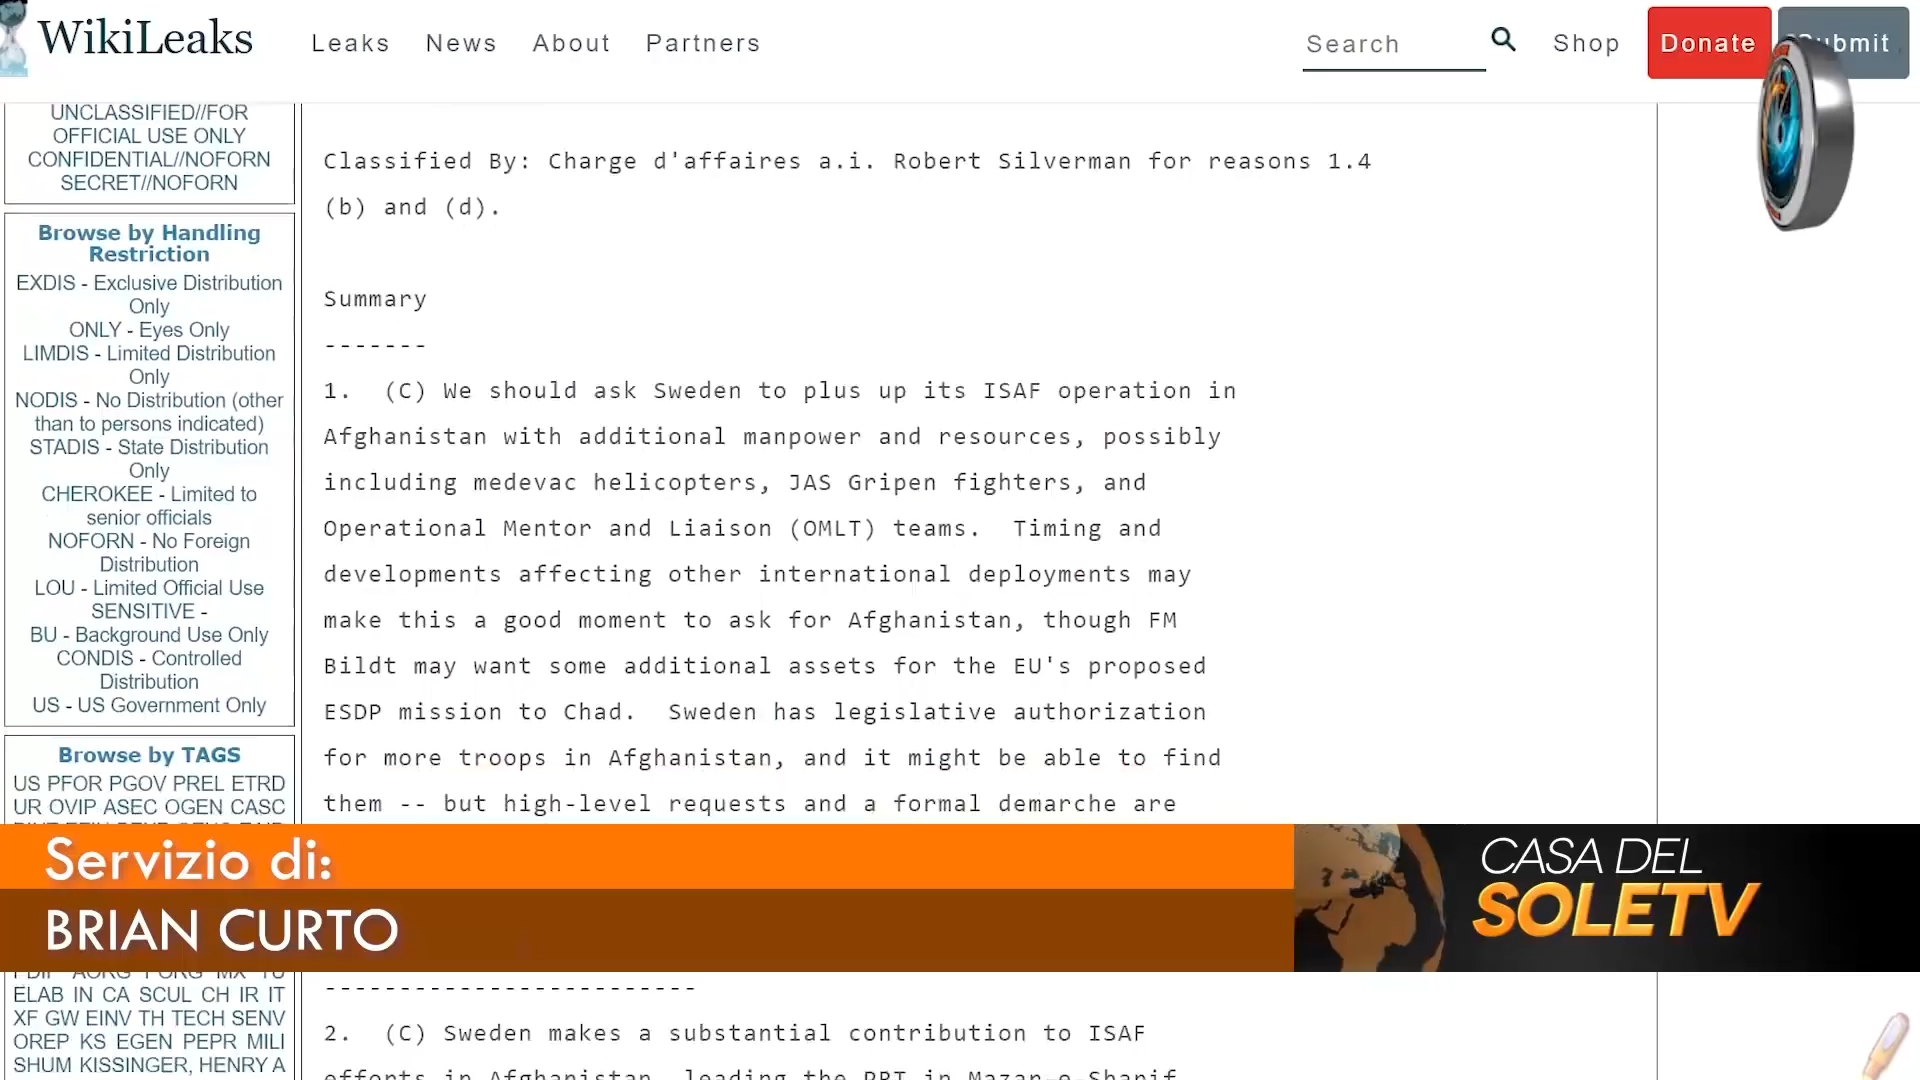 WikiLeaks
Leaks News About Partners
Search
Shop
Donate
Submit
UNCLASSIFIED//FOR
OFFICIAL USE ONLY
CONFIDENTIAL//NOFORN
SECRET//NOFORN
Browse by Handling
Restriction
EXDIS - Exclusive Distribution
Only
ONLY - Eyes Only
LIMDIS - Limited Distribution
Only
NODIS - No Distribution (other
than to persons indicated)
STADIS - State Distribution
Only
CHEROKEE - Limited to
senior officials
NOFORN - No Foreign
Distribution
LOU - Limited Official Use
SENSITIVE -
BU - Background Use Only
CONDIS - Controlled
Distribution
US - US Government Only
Browse by TAGS
US PFOR PGOV PREL ETRD
UR OVIP ASEC OGEN CASC
ELAB IN CA SCUL CH IR IT
XF GW EINV TH TECH SENV
OREP KS EGEN PEPR MILI
SHUM KISSINGER, HENRY A
Classified By: Charge d'affaires a.i. Robert Silverman for reasons 1.4
(b) and (d).
Summary
-------
1. (C) We should ask Sweden to plus up its ISAF operation in
Afghanistan with additional manpower and resources, possibly
including medevac helicopters, JAS Gripen fighters, and
Operational Mentor and Liaison (OMLT) teams. Timing and
developments affecting other international deployments may
make this a good moment to ask for Afghanistan, though FM
Bildt may want some additional assets for the EU's proposed
ESDP mission to Chad. Sweden has legislative authorization
for more troops in Afghanistan, and it might be able to find
them -- but high-level requests and a formal demarche are
-------------------------
2. (C) Sweden makes a substantial contribution to ISAF
efforts in Afghanistan, leading the PRT in Mazar-e-Sharif
Servizio di:
BRIAN CURTO
CASA DEL
SOLETV